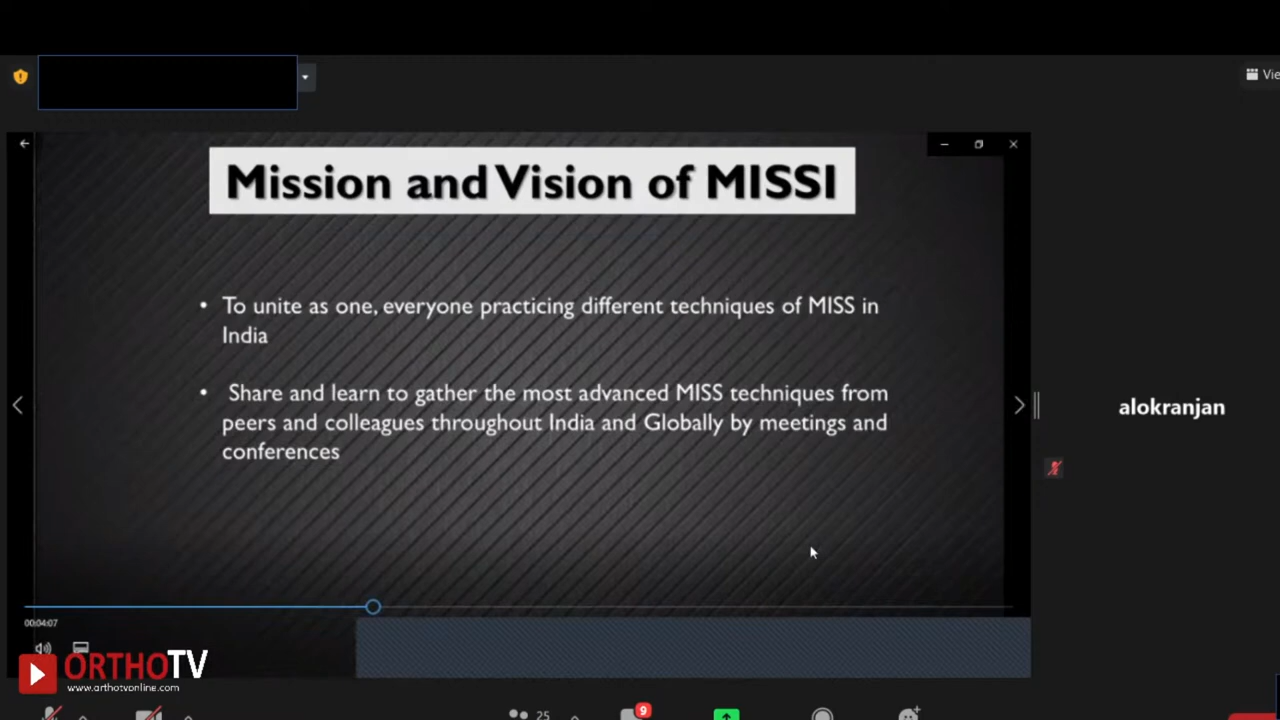 Vie
Mission and Vision of MISSI
• To unite as one, everyone practicing different techniques of MISS in
India
• Share and learn to gather the most advanced MISS techniques from
peers and colleagues throughout India and Globally by meetings and
conferences
alokranjan
00:04:07
ORTHOTV
www.orthotvonline.com
25
9